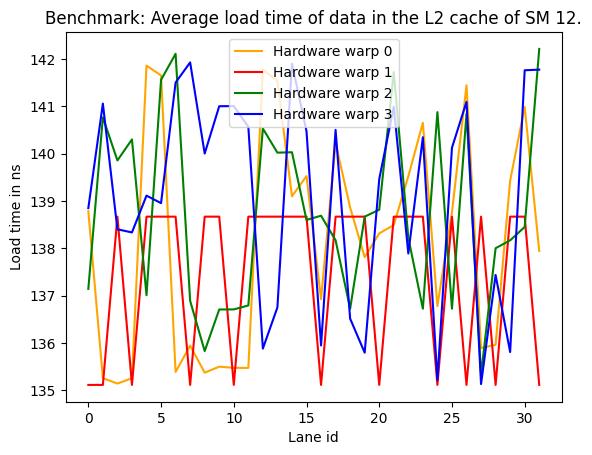 Benchmark: Average load time of data in the L2 cache of SM 12.
Hardware warp 0
Hardware warp 1
Hardware warp 2
Hardware warp 3
142
141
140
139
138
137
136
135
Load time in ns
0 5 10 15 20 25 30
Lane id